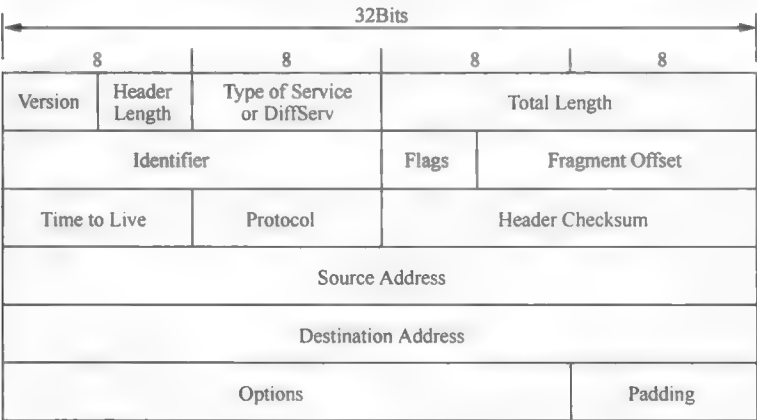 32Bits
8 8 8 8
Version Header Length Type of Service or DiffServ Total Length
Identifier Flags Fragment Offset
Time to Live Protocol Header Checksum
Source Address
Destination Address
Options Padding